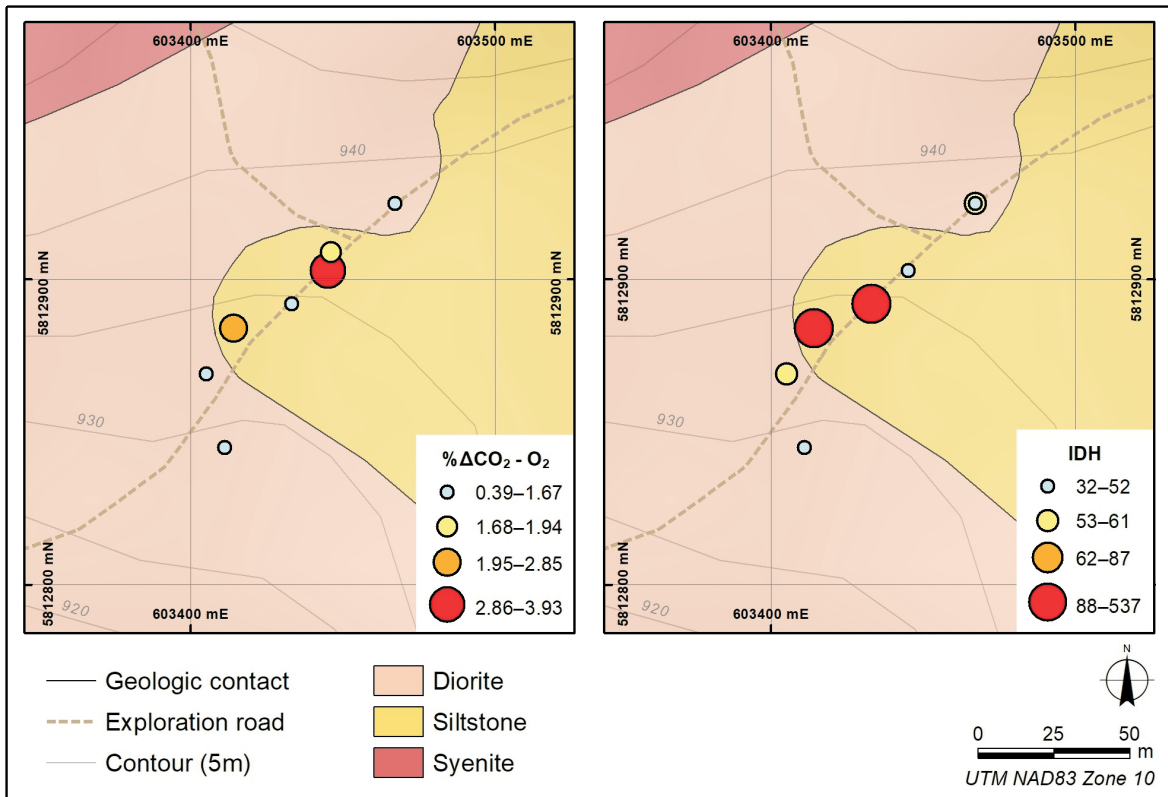 603400 mE
603500 mE
5812900 mN
5812900 mN
5812800 mN
603400 mE
940
930
920
%ΔCO₂ - O₂
0.39–1.67
1.68–1.94
1.95–2.85
2.86–3.93
603400 mE
603500 mE
5812900 mN
5812900 mN
5812800 mN
603400 mE
940
930
920
IDH
32–52
53–61
62–87
88–537
Geologic contact
Exploration road
Contour (5m)
Diorite
Siltstone
Syenite
N
0 25 50
m
UTM NAD83 Zone 10